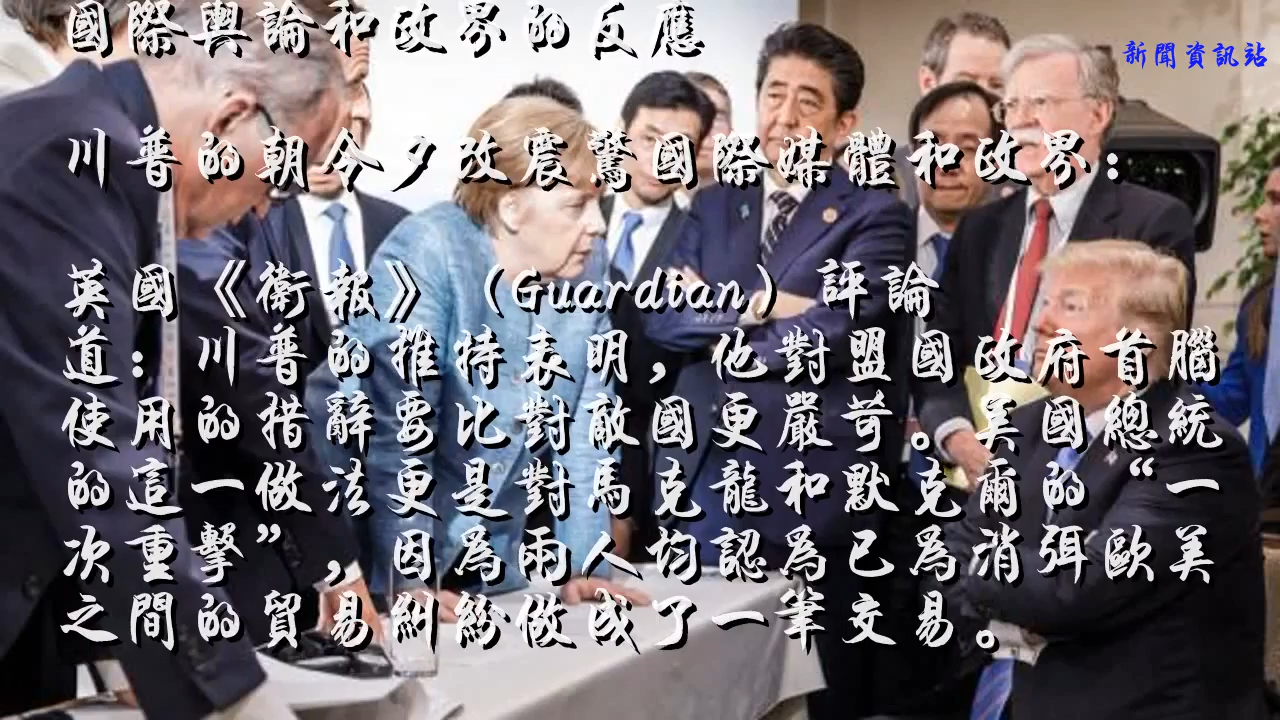 國際輿論和政界的反應
新聞資訊站
川普的朝令夕改震驚國際媒體和政界：
英國《衛報》（Guardian）評論
道：川普的推特表明，他對盟國政府首腦
使用的措辭要比對敵國更嚴苛。美國總統
的這一做法更是對馬克龍和默克爾的“一
次重擊”，因為兩人均認為已為消弭歐美
之間的貿易糾紛做成了一筆交易。